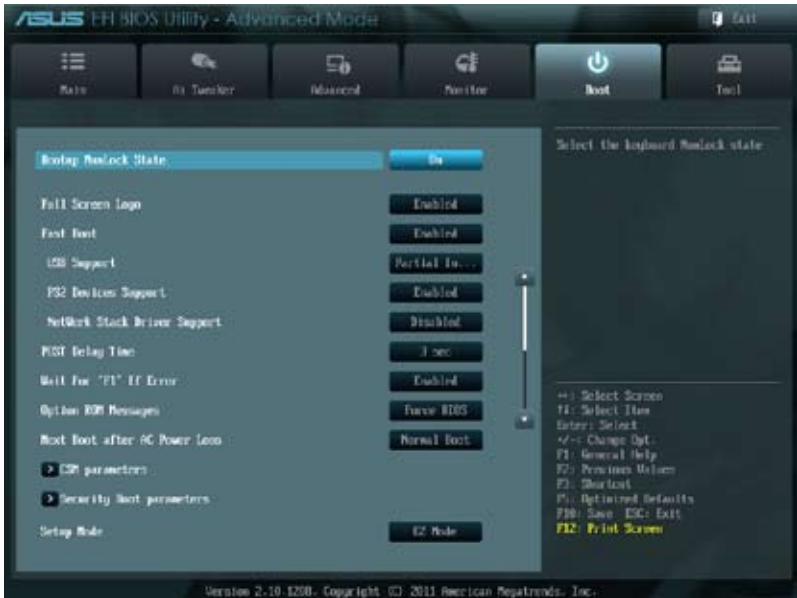 ASUS EFI BIOS Utility - Advanced Mode
Exit
Main
Ai Tweaker
Advanced
Monitor
Boot
Tool
Bootup NumLock State
On
Select the keyboard NumLock state
Full Screen Logo
Enabled
Fast Boot
Enabled
USB Support
Partial In...
PS2 Devices Support
Enabled
NetWork Stack Driver Support
Disabled
POST Delay Time
3 sec
Wait For "F1" If Error
Enabled
Option ROM Messages
Force BIOS
Next Boot after AC Power Loss
Normal Boot
> CSM parameters
> Security Boot parameters
Setup Mode
EZ Mode
→←: Select Screen
↑↓: Select Item
Enter: Select
+/-: Change Opt.
F1: General Help
F2: Previous Values
F3: Shortcut
F5: Optimized Defaults
F10: Save ESC: Exit
F12: Print Screen
Version 2.10.1208. Copyright (C) 2011 American Megatrends, Inc.